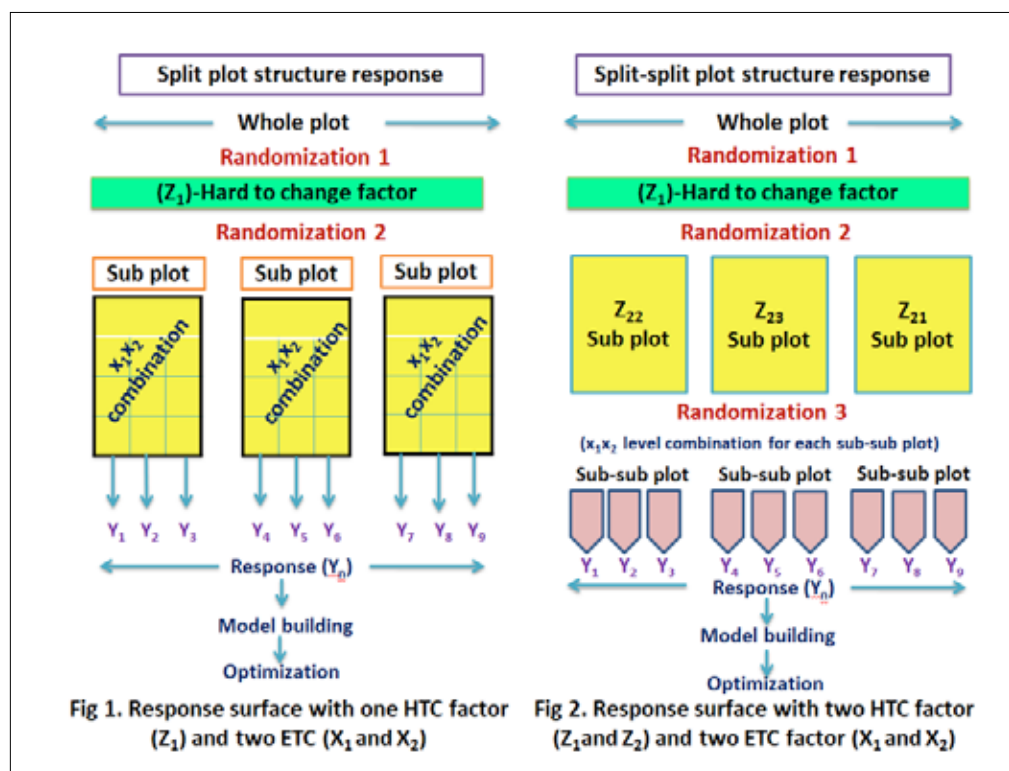 Split plot structure response
Whole plot
Randomization 1
(Z₁)-Hard to change factor
Randomization 2
Sub plot
Sub plot
Sub plot
x₁x₂
combination
x₁x₂
combination
x₁x₂
combination
Y₁ Y₂ Y₃ Y₄ Y₅ Y₆ Y₇ Y₈ Y₉
Response (Yₙ)
Model building
Optimization
Fig 1. Response surface with one HTC factor
(Z₁) and two ETC (X₁ and X₂)
Split-split plot structure response
Whole plot
Randomization 1
(Z₁)-Hard to change factor
Randomization 2
Z₂₂
Sub plot
Z₂₃
Sub plot
Z₂₁
Sub plot
Randomization 3
(x₁x₂ level combination for each sub-sub plot)
Sub-sub plot Sub-sub plot Sub-sub plot
Y₁ Y₂ Y₃ Y₄ Y₅ Y₆ Y₇ Y₈ Y₉
Response (Yₙ)
Model building
Optimization
Fig 2. Response surface with two HTC factor
(Z₁and Z₂) and two ETC factor (X₁ and X₂)